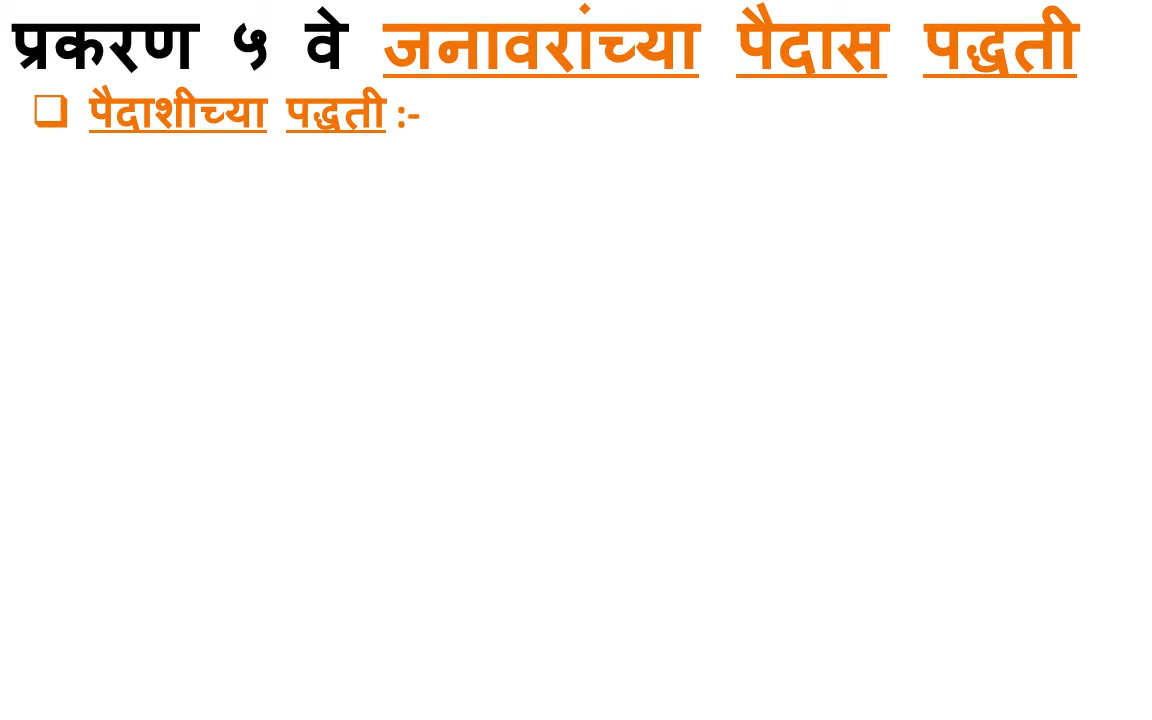 प्रकरण ५ वे जनावरांच्या पैदास पद्धती
❑ पैदाशीच्या पद्धती :-